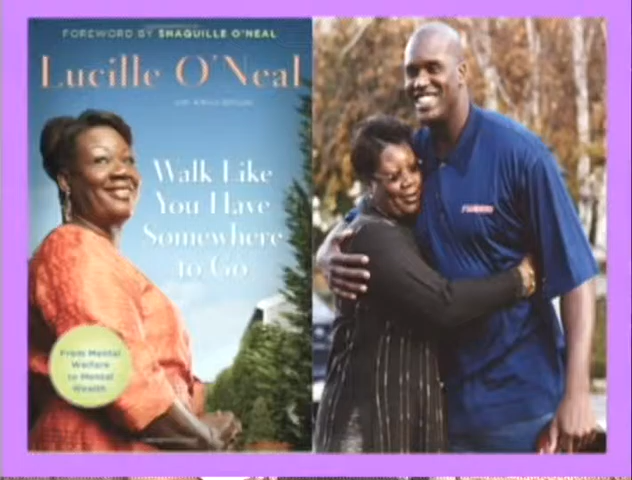 FOREWORD BY SHAQUILLE O'NEAL
Lucille O'Neal
Walk Like
You Have
Somewhere
to Go
From Mental
Welfare
to Mental
Wealth